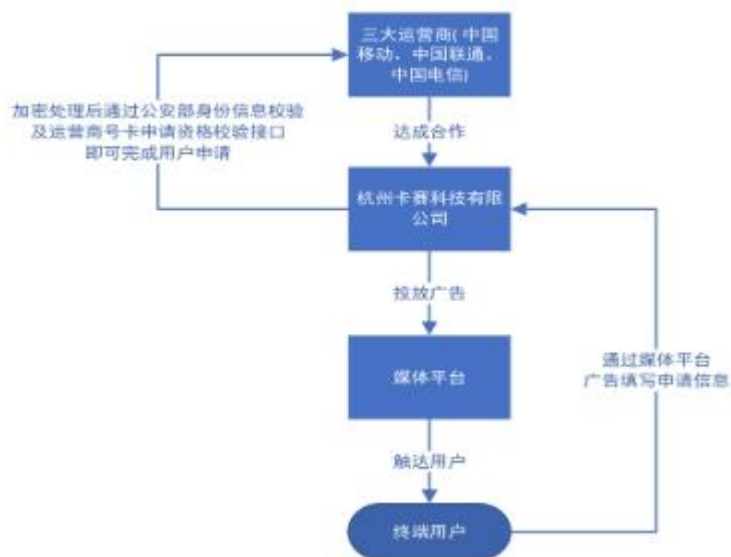 三大运营商( 中国
移动、中国联通、
中国电信)
加密处理后通过公安部身份信息校验
及运营商号卡申请资格校验接口
即可完成用户申请
达成合作
杭州卡赛科技有限
公司
投放广告
媒体平台
通过媒体平台
广告填写申请信息
触达用户
终端用户